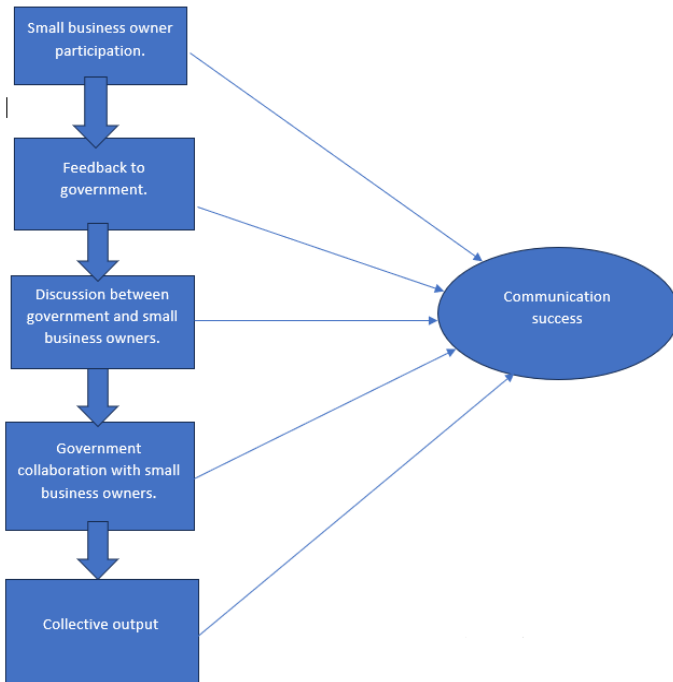 Small business owner
participation.
Feedback to
government.
Discussion between
government and small
business owners.
Government
collaboration with small
business owners.
Collective output
Communication
success